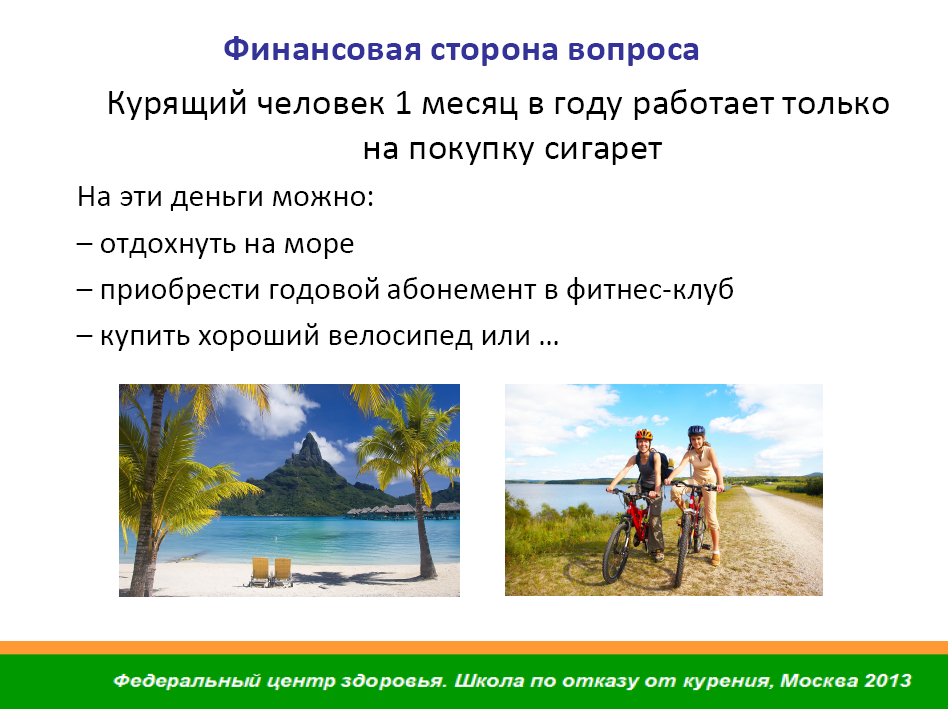 Финансовая сторона вопроса
Курящий человек 1 месяц в году работает только
на покупку сигарет
На эти деньги можно:
– отдохнуть на море
– приобрести годовой абонемент в фитнес-клуб
– купить хороший велосипед или ...
Федеральный центр здоровья. Школа по отказу от курения, Москва 2013